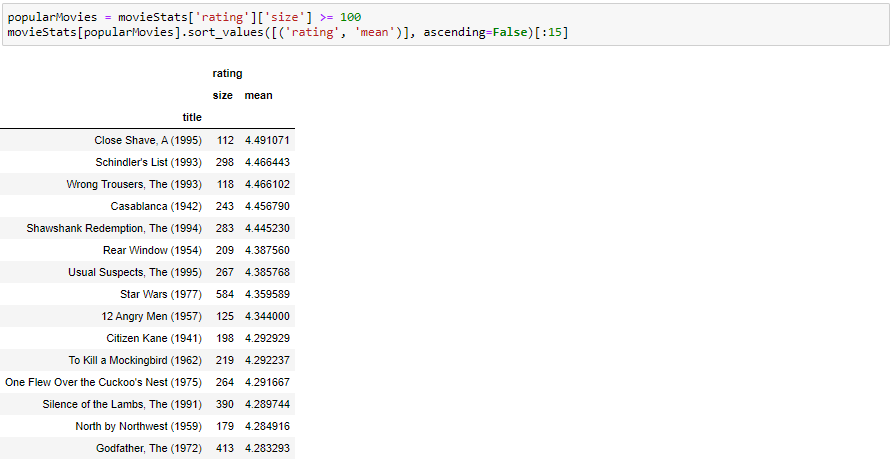 popularMovies = movieStats['rating']['size'] >= 100
movieStats[popularMovies].sort_values([('rating', 'mean')], ascending=False)[:15]
rating
size mean
title
Close Shave, A (1995) 112 4.491071
Schindler's List (1993) 298 4.466443
Wrong Trousers, The (1993) 118 4.466102
Casablanca (1942) 243 4.456790
Shawshank Redemption, The (1994) 283 4.445230
Rear Window (1954) 209 4.387560
Usual Suspects, The (1995) 267 4.385768
Star Wars (1977) 584 4.359589
12 Angry Men (1957) 125 4.344000
Citizen Kane (1941) 198 4.292929
To Kill a Mockingbird (1962) 219 4.292237
One Flew Over the Cuckoo's Nest (1975) 264 4.291667
Silence of the Lambs, The (1991) 390 4.289744
North by Northwest (1959) 179 4.284916
Godfather, The (1972) 413 4.283293